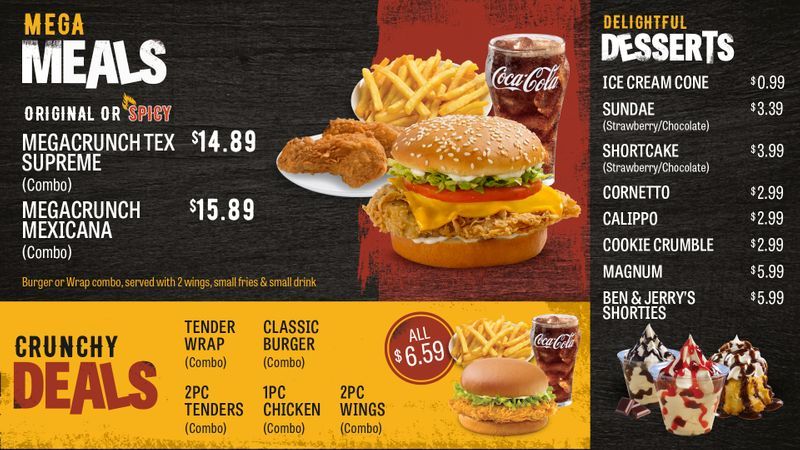 MEGA
MEALS
ORIGINAL OR SPICY
MEGACRUNCH TEX $14.89
SUPREME
(Combo)
MEGACRUNCH $15.89
MEXICANA
(Combo)
Burger or Wrap combo, served with 2 wings, small fries & small drink
Coca-Cola
CRUNCHY
DEALS
TENDER
WRAP
(Combo)
CLASSIC
BURGER
(Combo)
2PC
TENDERS
(Combo)
1PC
CHICKEN
(Combo)
2PC
WINGS
(Combo)
ALL
$6.59
Coca-Cola
DELIGHTFUL
DESSERTS
ICE CREAM CONE $0.99
SUNDAE $3.39
(Strawberry/Chocolate)
SHORTCAKE $3.99
(Strawberry/Chocolate)
CORNETTO $2.99
CALIPPO $2.99
COOKIE CRUMBLE $2.99
MAGNUM $5.99
BEN & JERRY'S $5.99
SHORTIES